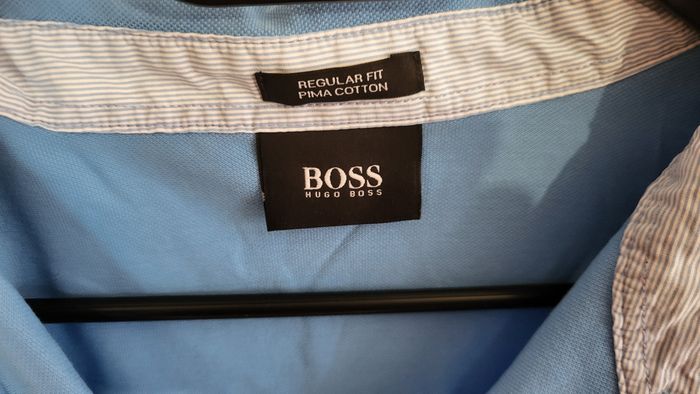 REGULAR FIT
PIMA COTTON
BOSS
HUGO BOSS